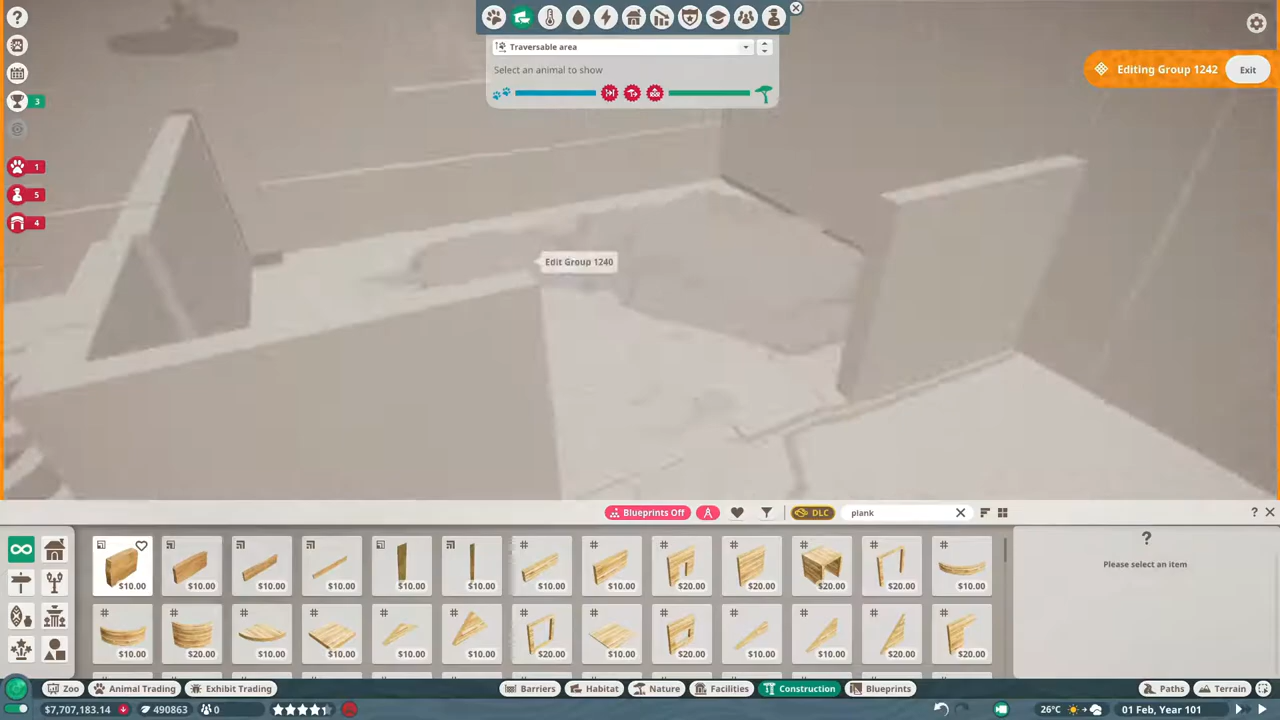 Traversable area
Select an animal to show
Editing Group 1242
Exit
3
1
5
4
Edit Group 1240
Blueprints Off
DLC
plank
?
?
Please select an item
$10.00 $10.00 $10.00 $10.00 $10.00 $10.00 $10.00 $10.00 $20.00 $20.00 $20.00 $20.00 $10.00
$10.00 $20.00 $10.00 $10.00 $10.00 $10.00 $20.00 $10.00 $20.00 $10.00 $10.00 $20.00 $10.00
Zoo
Animal Trading
Exhibit Trading
Barriers
Habitat
Nature
Facilities
Construction
Blueprints
Paths
Terrain
$7,707,183.14
490863
0
26°C
01 Feb, Year 101